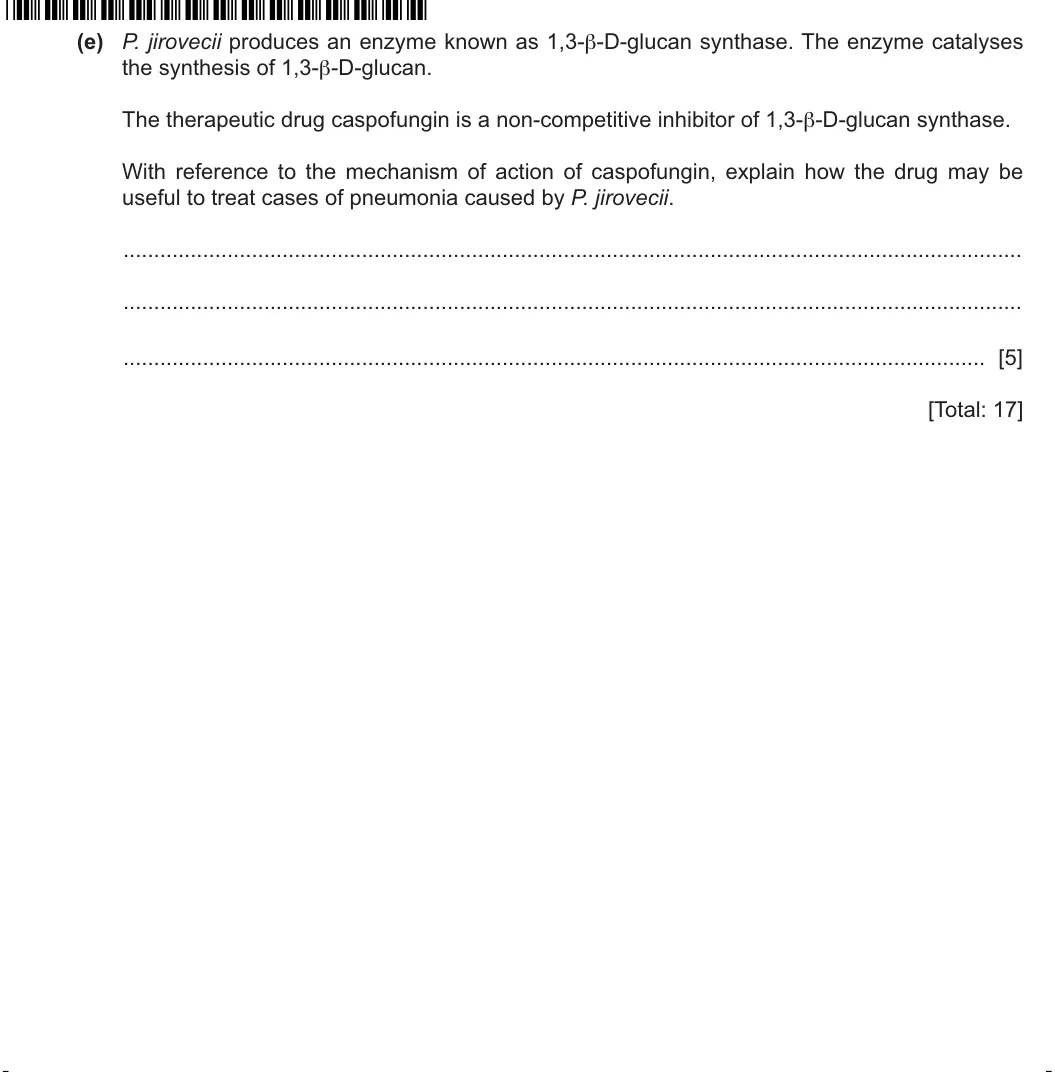 (e) P. jirovecii produces an enzyme known as 1,3-β-D-glucan synthase. The enzyme catalyses
the synthesis of 1,3-β-D-glucan.
The therapeutic drug caspofungin is a non-competitive inhibitor of 1,3-β-D-glucan synthase.
With reference to the mechanism of action of caspofungin, explain how the drug may be
useful to treat cases of pneumonia caused by P. jirovecii.
[5]
[Total: 17]